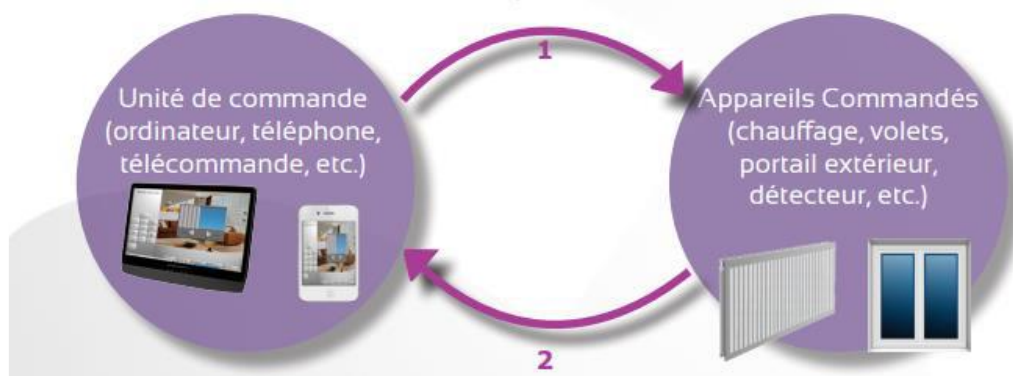 1
Unité de commande
(ordinateur, téléphone,
télécommande, etc.)
Appareils Commandés
(chauffage, volets,
portail extérieur,
détecteur, etc.)
2